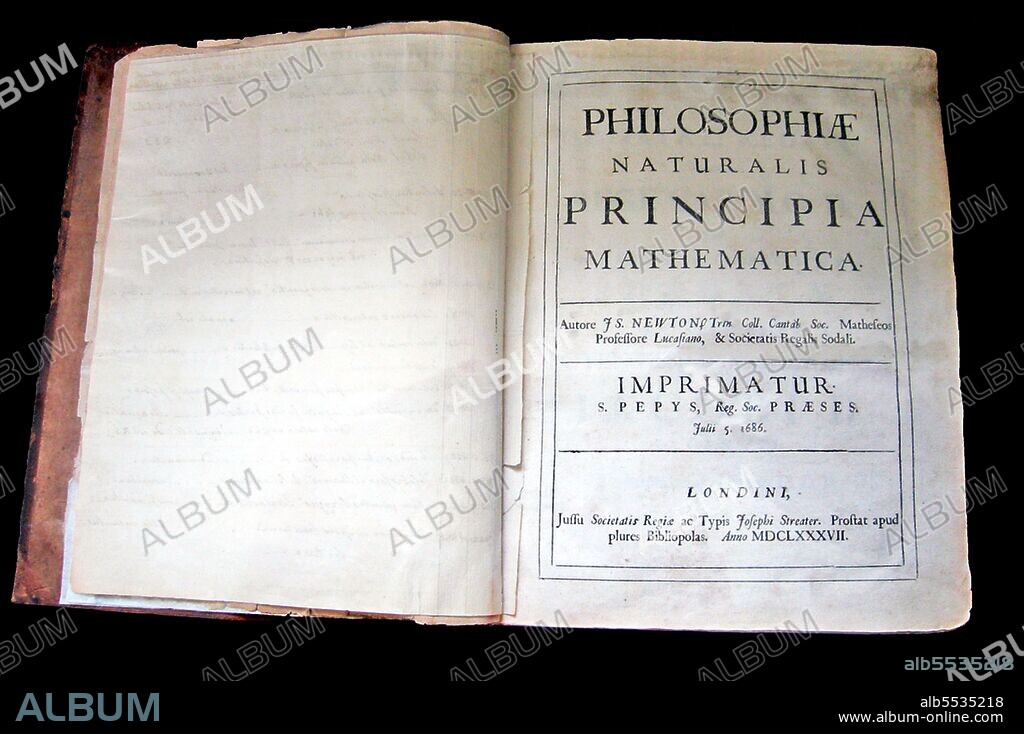 PHILOSOPHIÆ
NATURALIS
PRINCIPIA
MATHEMATICA.
Autore JS. NEWTON, Trin. Coll. Cantab. Soc. Matheseos
Professore Lucasiano, & Societatis Regalis Sodali.
IMPRIMATUR.
S. PEPYS, Reg. Soc. PRÆSES.
Julii 5. 1686.
LONDINI,
Jussu Societatis Regiæ ac Typis Josephi Streater. Prostat apud
plures Bibliopolas. Anno MDCLXXXVII.
ALBUM
alb5535218
alb5535218
www.album-online.com